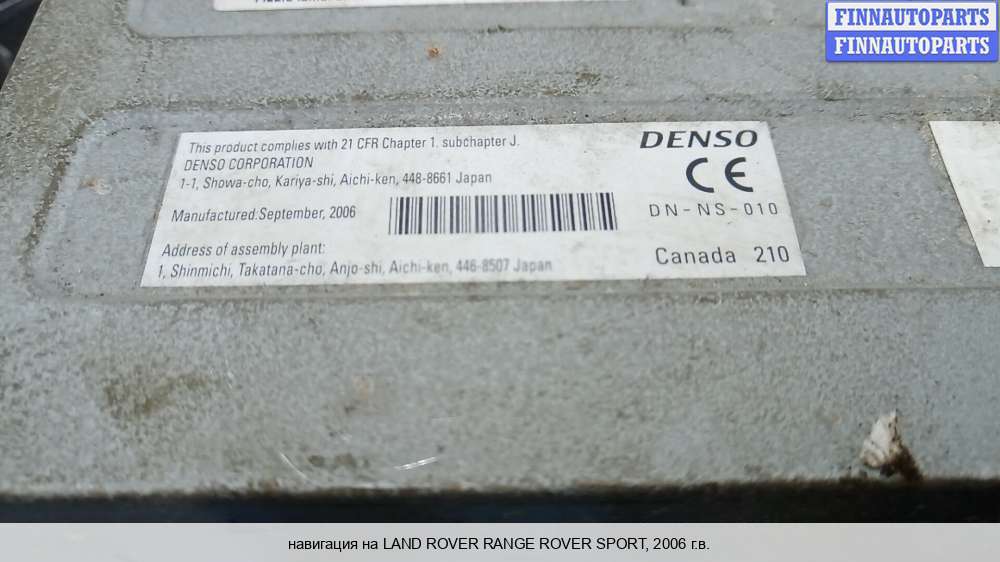 FINNAUTOPARTS
FINNAUTOPARTS
This product complies with 21 CFR Chapter 1. subchapter J.
DENSO CORPORATION
1-1, Showa-cho, Kariya-shi, Aichi-ken, 448-8661 Japan
Manufactured:September, 2006
Address of assembly plant:
1, Shinmichi, Takatana-cho, Anjo-shi, Aichi-ken, 446-8507 Japan
DENSO
CE
DN-NS-010
Canada 210
навигация на LAND ROVER RANGE ROVER SPORT, 2006 г.в.